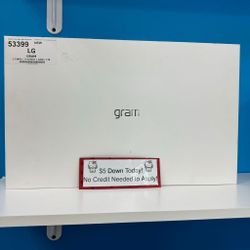 53399
LG
gram
$5 Down Today!
No Credit Needed to Apply!